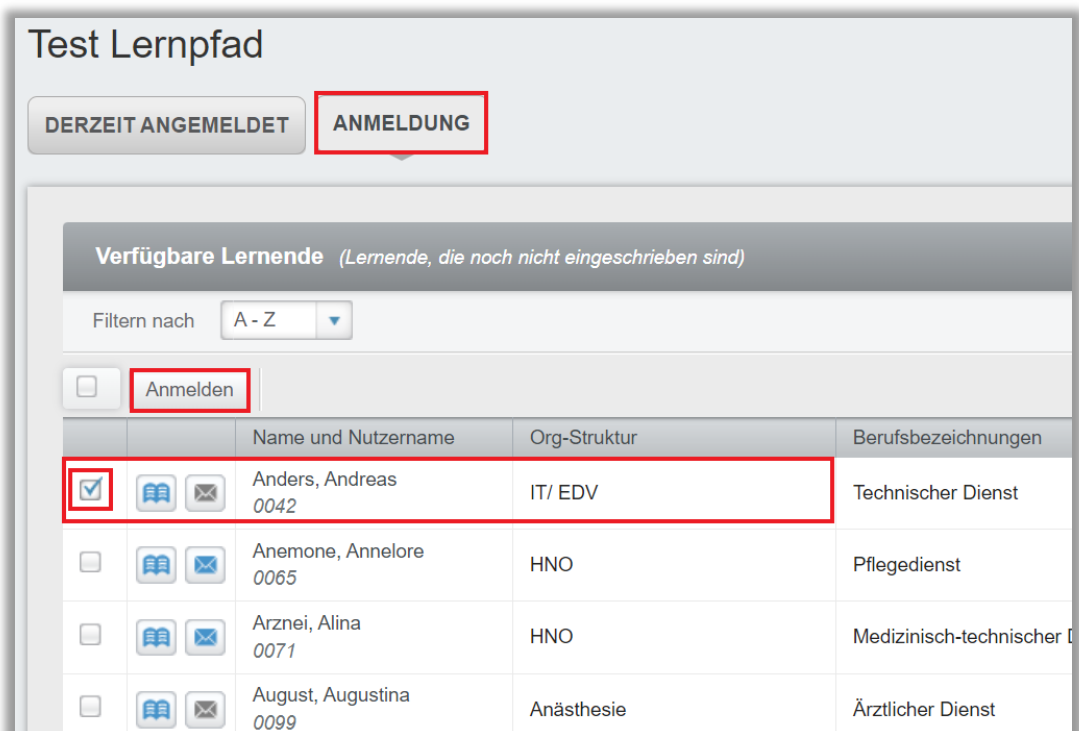 Test Lernpfad
DERZEIT ANGEMELDET ANMELDUNG
Verfügbare Lernende (Lernende, die noch nicht eingeschrieben sind)
Filtern nach A - Z
Anmelden
Name und Nutzername Org-Struktur Berufsbezeichnungen
Anders, Andreas
0042
IT/ EDV Technischer Dienst
Anemone, Annelore
0065
HNO Pflegedienst
Arznei, Alina
0071
HNO Medizinisch-technischer
August, Augustina
0099
Anästhesie Ärztlicher Dienst